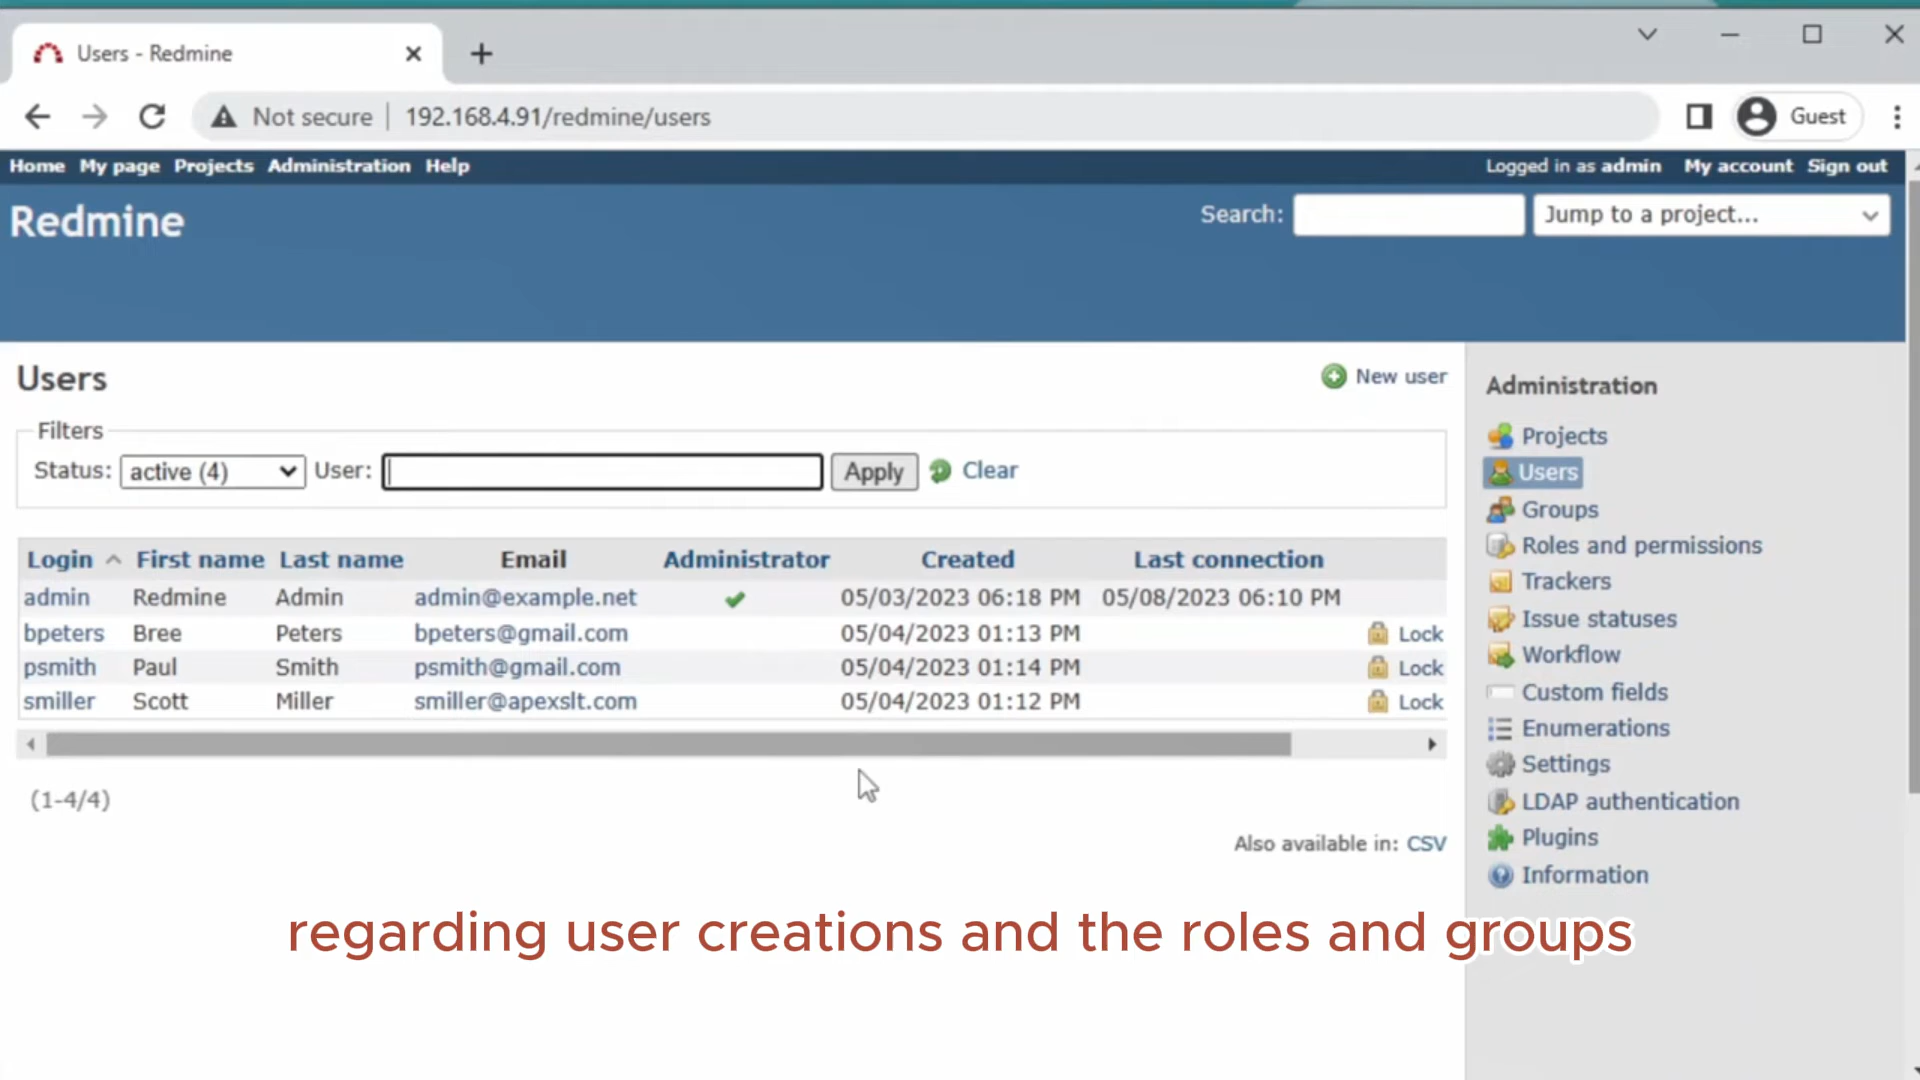 Users - Redmine
Not secure 192.168.4.91/redmine/users Guest
Home My page Projects Administration Help Logged in as admin My account Sign out
Redmine Search: Jump to a project...
Users New user
Filters
Status: active (4) User: Apply Clear
Login First name Last name Email Administrator Created Last connection
admin Redmine Admin admin@example.net 05/03/2023 06:18 PM 05/08/2023 06:10 PM
bpeters Bree Peters bpeters@gmail.com 05/04/2023 01:13 PM Lock
psmith Paul Smith psmith@gmail.com 05/04/2023 01:14 PM Lock
smiller Scott Miller smiller@apexslt.com 05/04/2023 01:12 PM Lock
(1-4/4)
Also available in: CSV
Administration
Projects
Users
Groups
Roles and permissions
Trackers
Issue statuses
Workflow
Custom fields
Enumerations
Settings
LDAP authentication
Plugins
Information
regarding user creations and the roles and groups